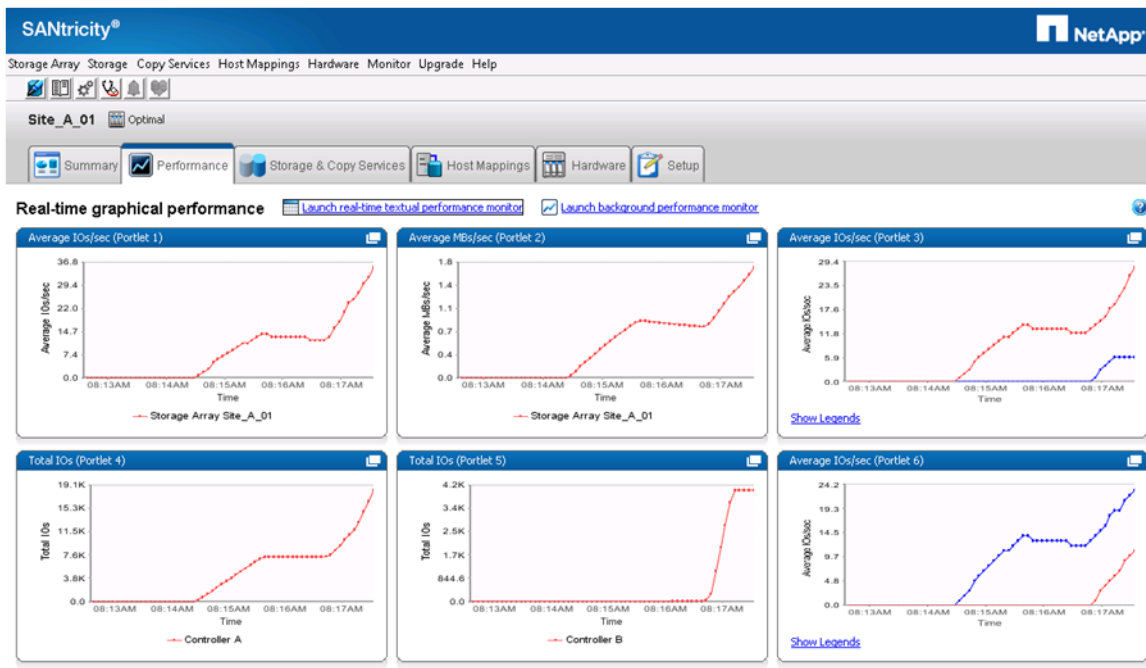 SANtricity®
NetApp·
Storage Array Storage Copy Services Host Mappings Hardware Monitor Upgrade Help
Site_A_01 Optimal
Summary Performance Storage & Copy Services Host Mappings Hardware Setup
Real-time graphical performance Launch real-time textual performance monitor Launch background performance monitor ?
Average IOs/sec (Portlet 1)
36.8
29.4
22.0
14.7
7.4
0.0
Average IOs/sec
08:13AM 08:14AM 08:15AM 08:16AM 08:17AM
Time
Storage Array Site_A_01
Average MBs/sec (Portlet 2)
1.8
1.4
1.1
0.7
0.4
0.0
Average MBs/sec
08:13AM 08:14AM 08:15AM 08:16AM 08:17AM
Time
Storage Array Site_A_01
Average IOs/sec (Portlet 3)
29.4
23.5
17.6
11.8
5.9
0.0
Average IOs/sec
08:13AM 08:14AM 08:15AM 08:16AM 08:17AM
Time
Show Legends
Total IOs (Portlet 4)
19.1K
15.3K
11.5K
7.6K
3.8K
0.0
Total IOs
08:13AM 08:14AM 08:15AM 08:16AM 08:17AM
Time
Controller A
Total IOs (Portlet 5)
4.2K
3.4K
2.5K
1.7K
844.6
0.0
Total IOs
08:13AM 08:14AM 08:15AM 08:16AM 08:17AM
Time
Controller B
Average IOs/sec (Portlet 6)
24.2
19.3
14.5
9.7
4.8
0.0
Average IOs/sec
08:13AM 08:14AM 08:15AM 08:16AM 08:17AM
Time
Show Legends